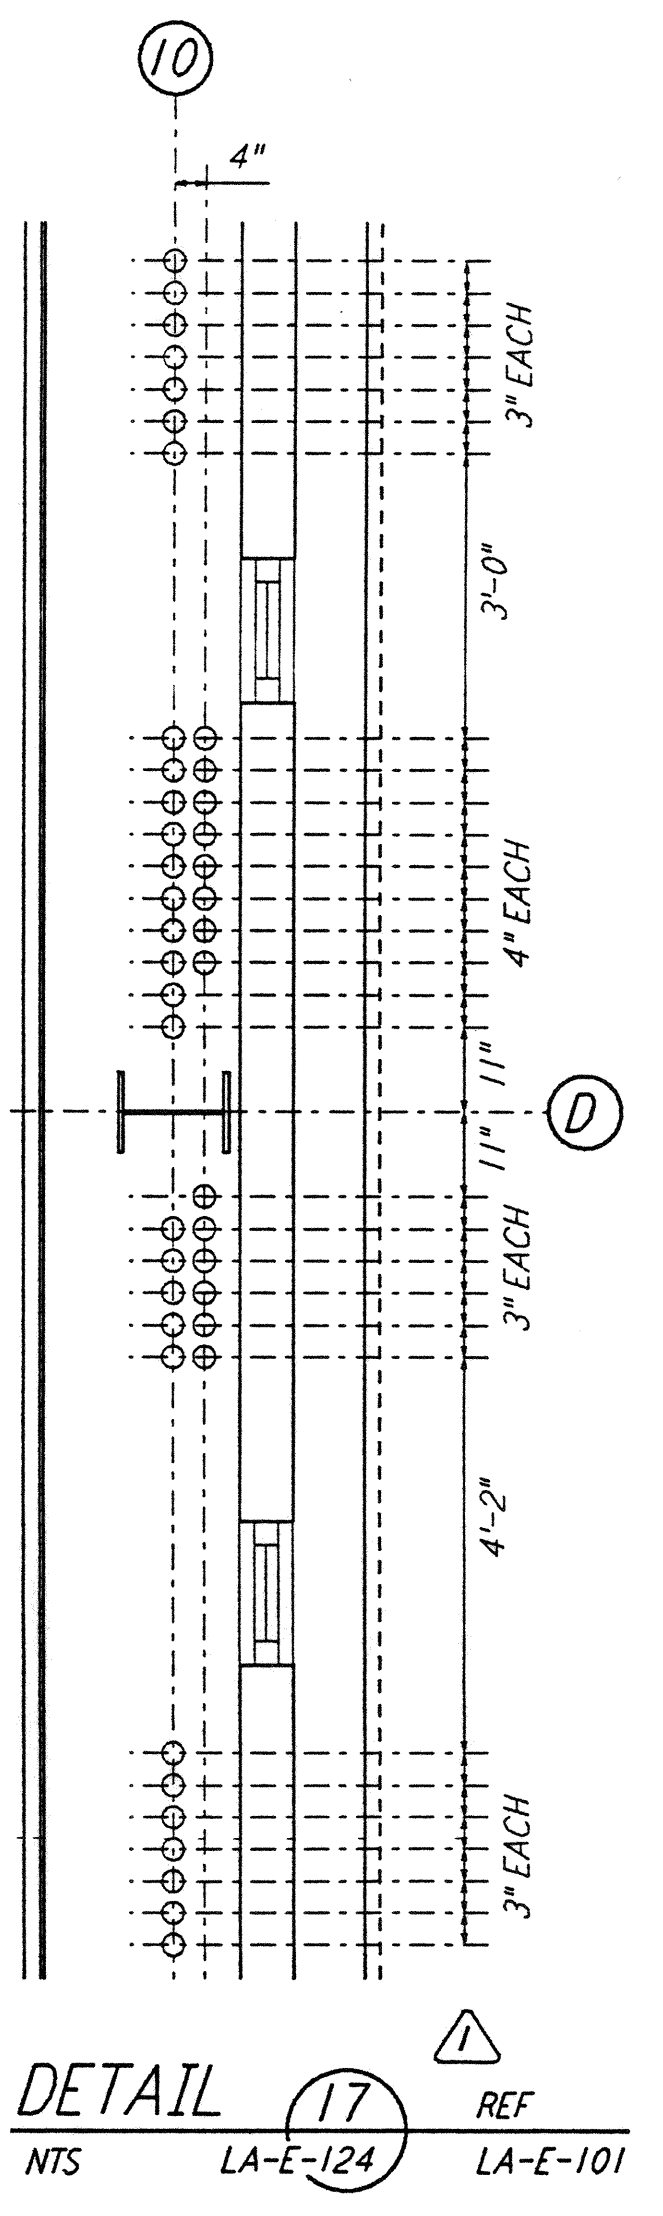 10
4"
3" EACH
3'-0"
4" EACH
11"
D
11"
3" EACH
4'-2"
3" EACH
1
DETAIL 17 REF
NTS LA-E-124 LA-E-101